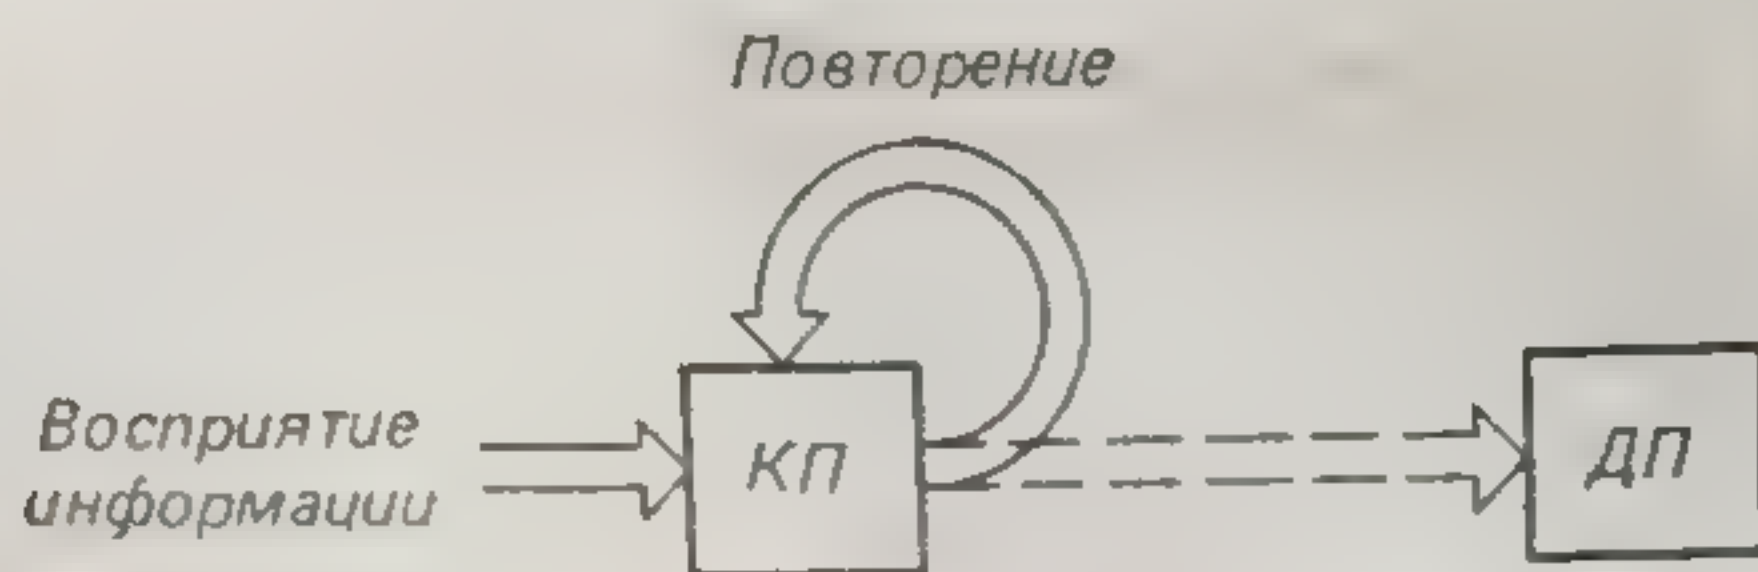 Повторение
Восприятие
информации
КП
ДП